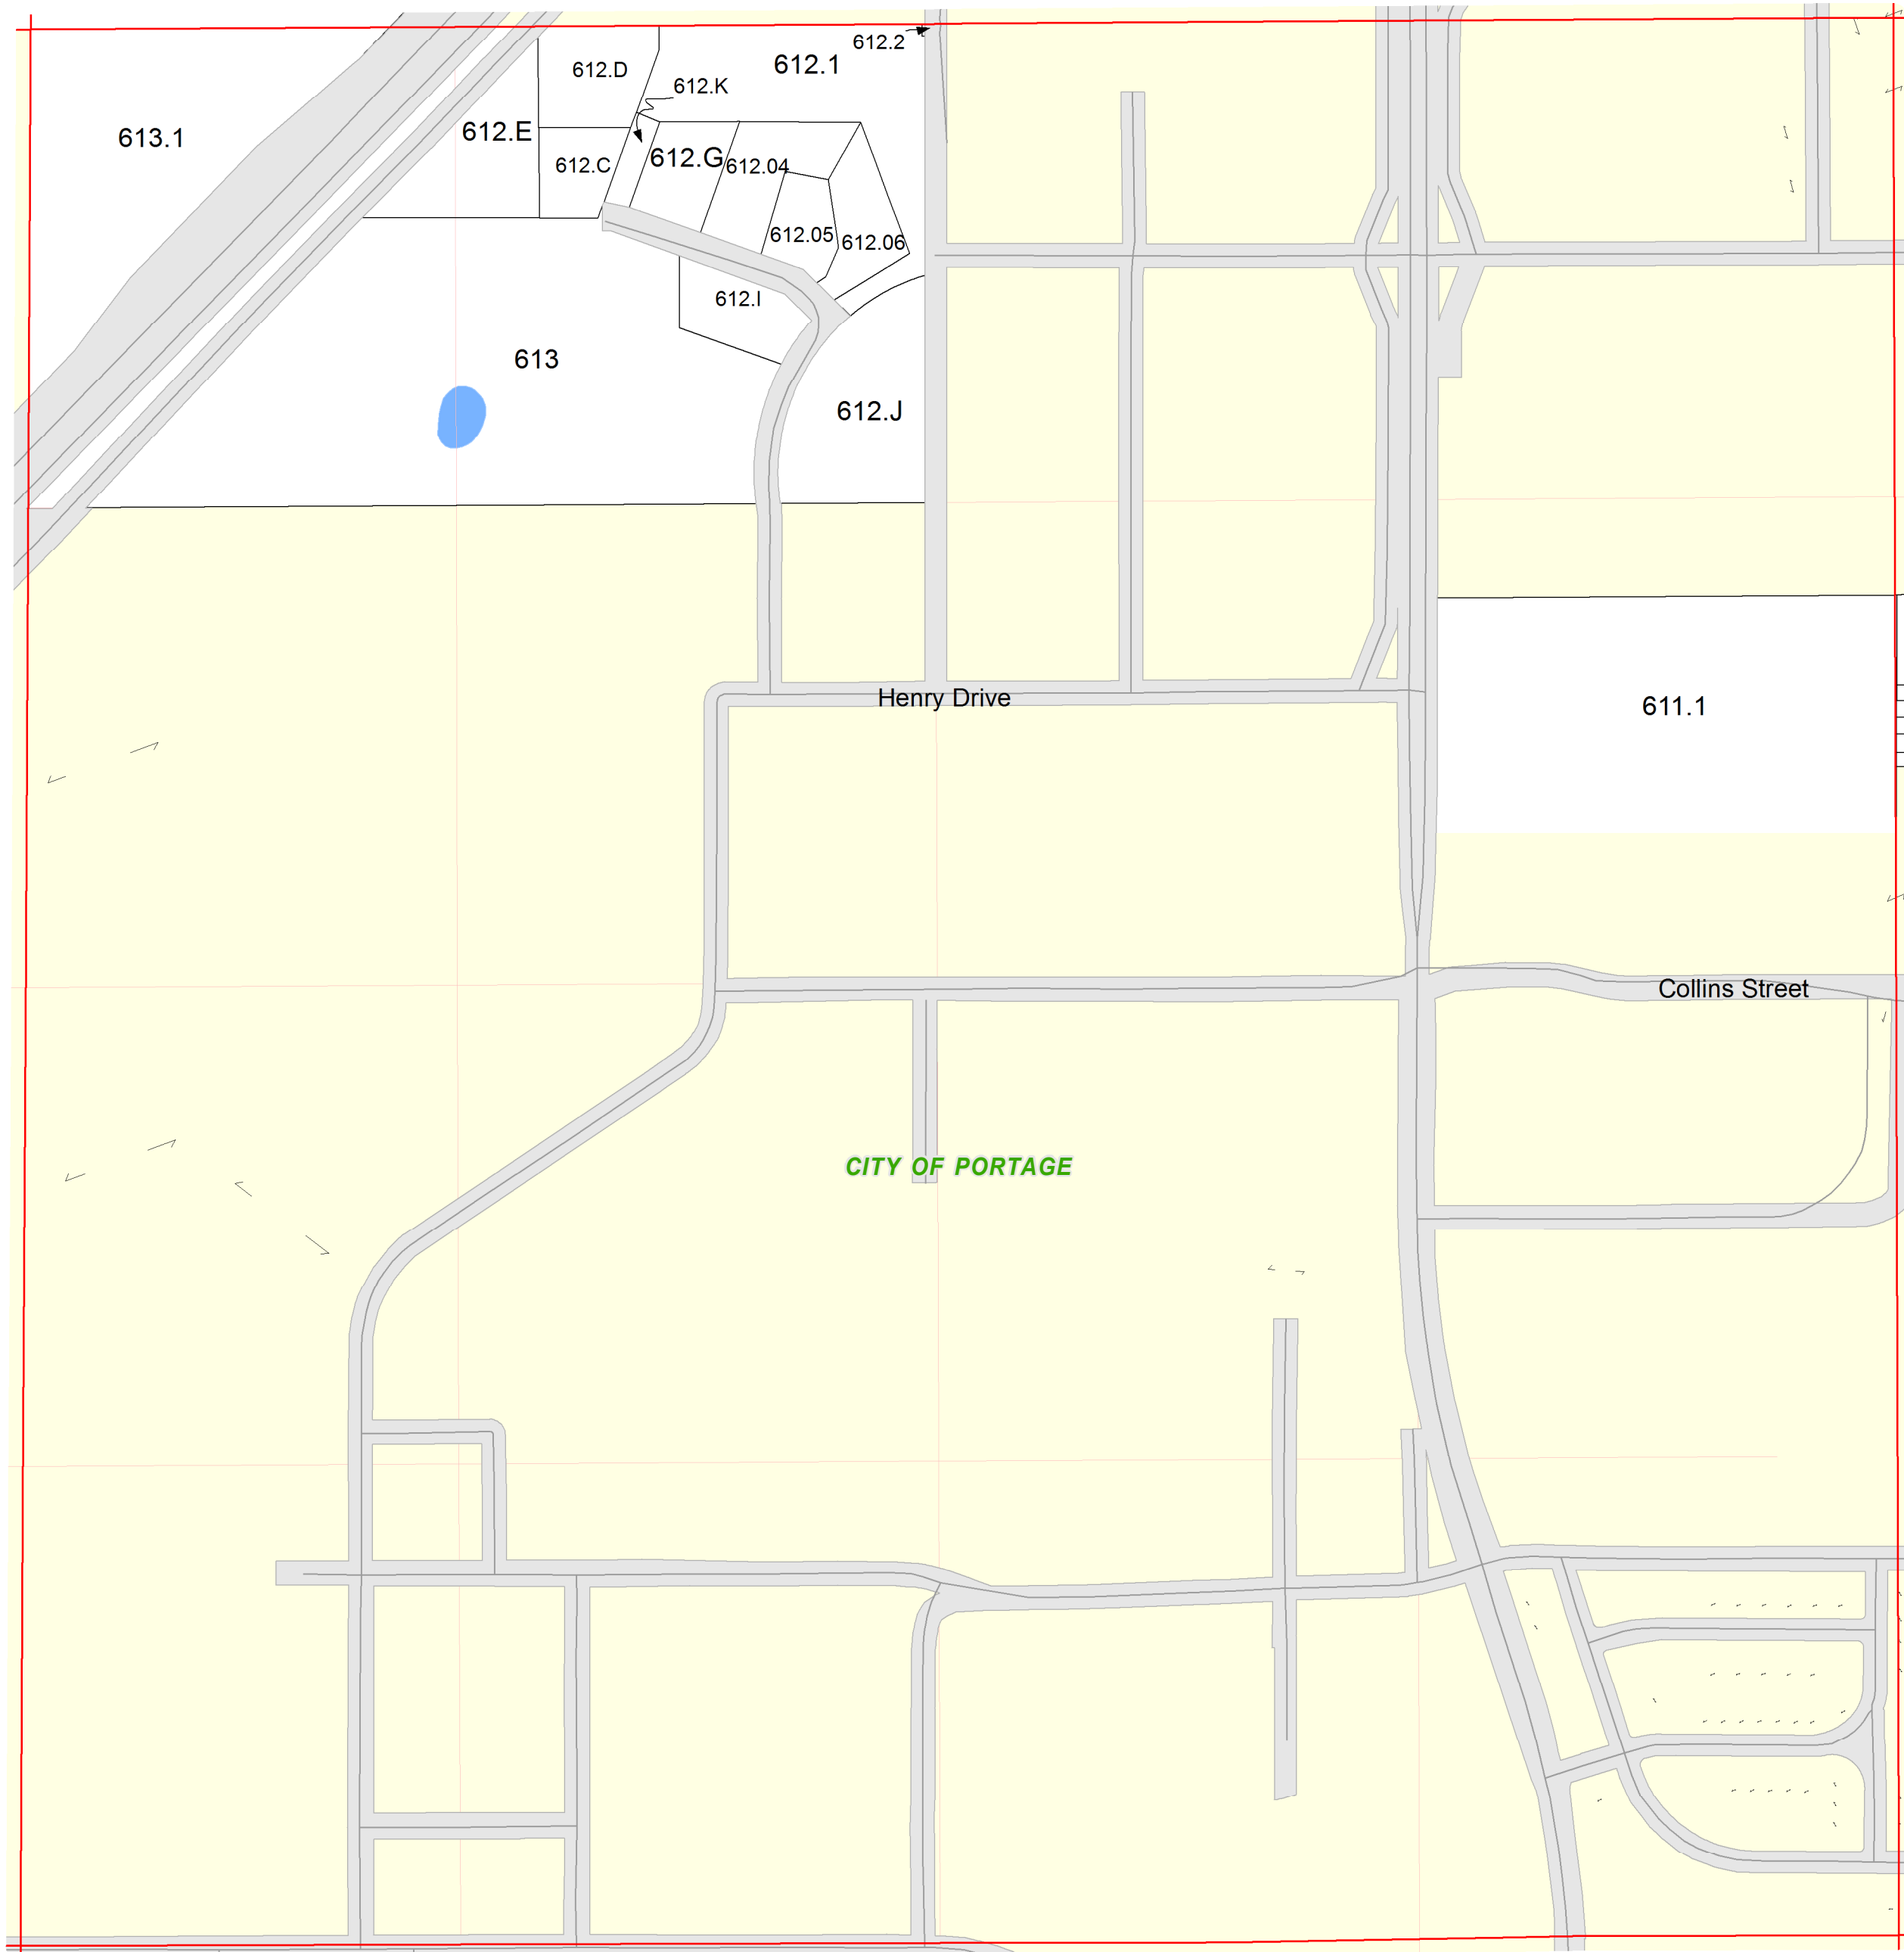 612.2
612.1
612.D
612.K
613.1
612.E
612.C
612.G
612.04
612.05
612.06
612.I
613
612.J
Henry Drive
611.1
Collins Street
CITY OF PORTAGE